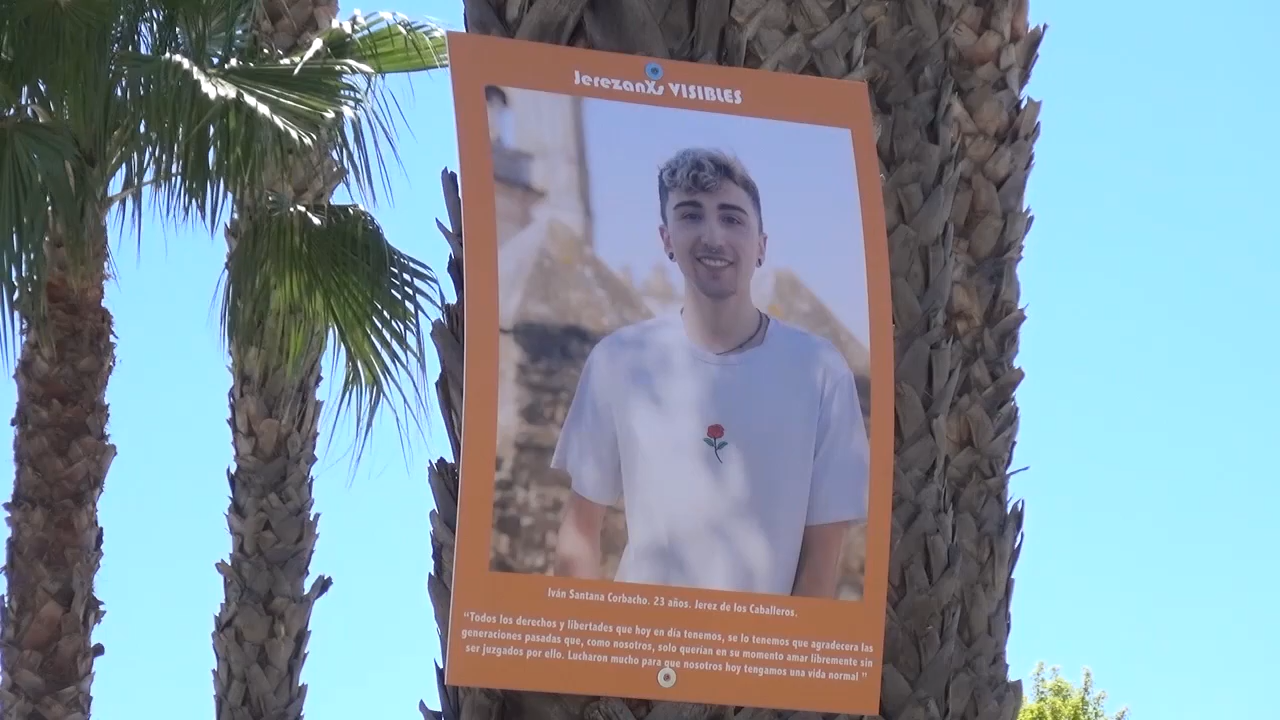 JerezanXs VISIBLES
Iván Santana Corbacho. 23 años. Jerez de los Caballeros.
“Todos los derechos y libertades que hoy en día tenemos, se lo tenemos que agradecera las
generaciones pasadas que, como nosotros, solo querían en su momento amar libremente sin
ser juzgados por ello. Lucharon mucho para que nosotros hoy tengamos una vida normal ”